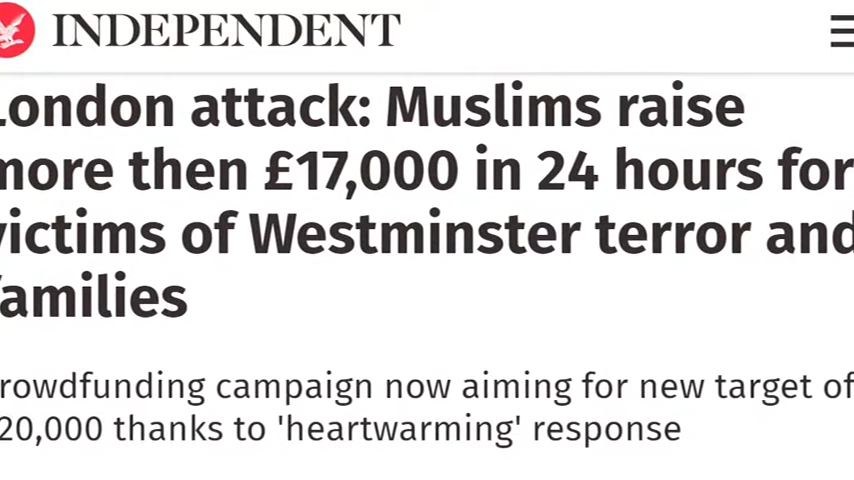 INDEPENDENT
London attack: Muslims raise
more then £17,000 in 24 hours for
victims of Westminster terror and
families
rowdfunding campaign now aiming for new target of
20,000 thanks to 'heartwarming' response